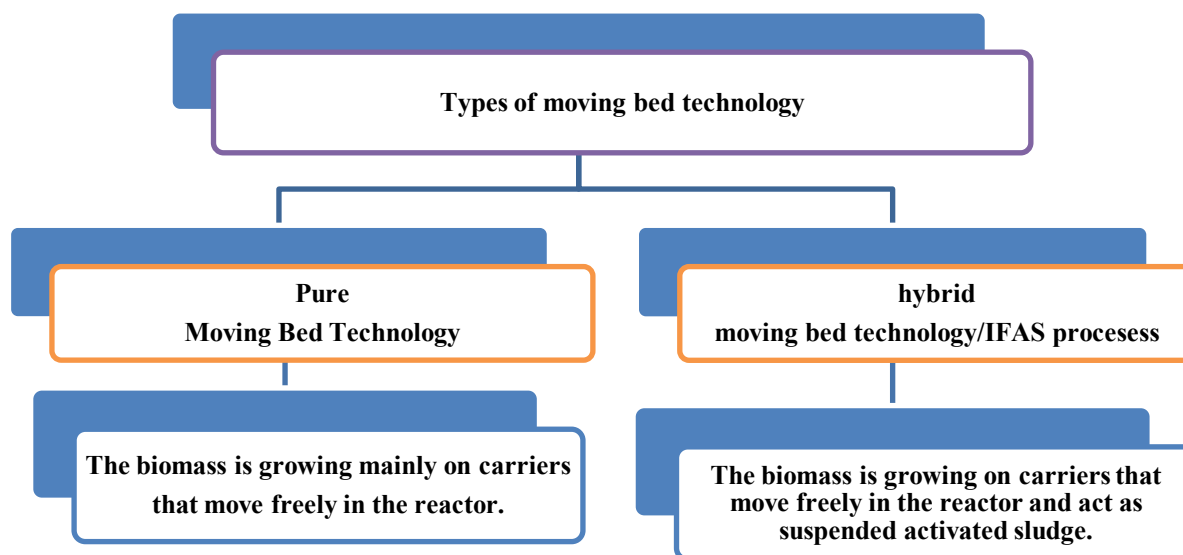 Types of moving bed technology
Pure
Moving Bed Technology
hybrid
moving bed technology/IFAS procesess
The biomass is growing mainly on carriers
that move freely in the reactor.
The biomass is growing on carriers that
move freely in the reactor and act as
suspended activated sludge.